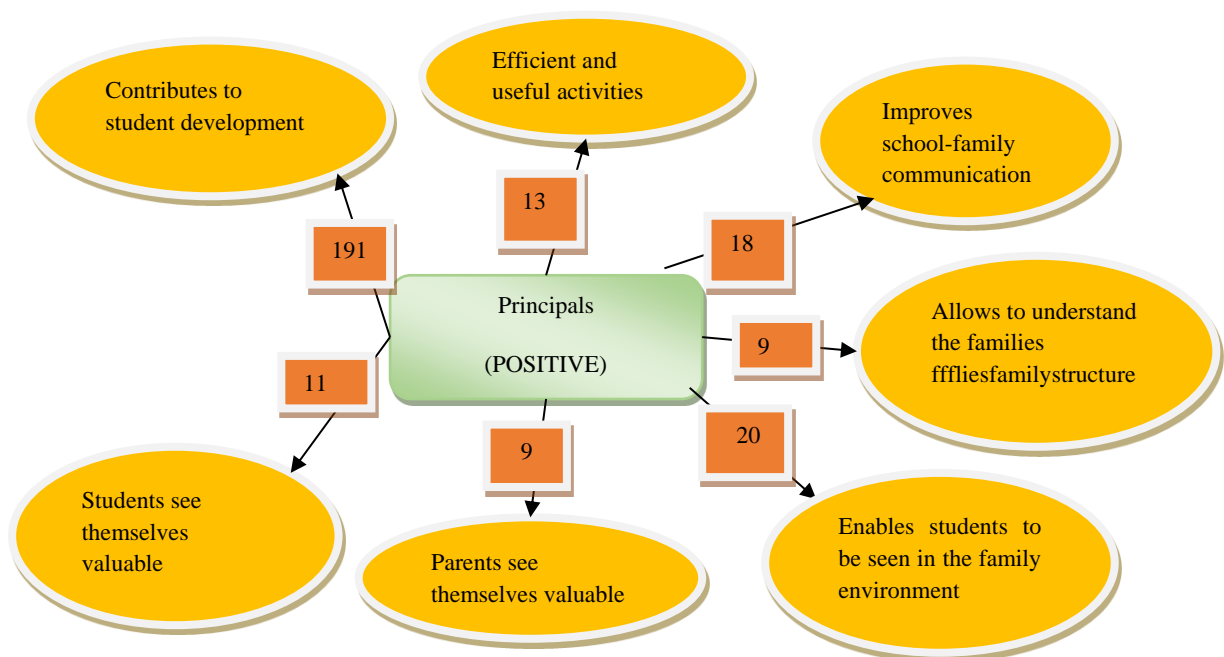 Contributes to
student development
Efficient and
useful activities
Improves
school-family
communication
191
13
18
Principals
(POSITIVE)
Allows to understand
the families
fffliesfamilystructure
9
11
9
20
Students see
themselves
valuable
Parents see
themselves valuable
Enables students to
be seen in the family
environment